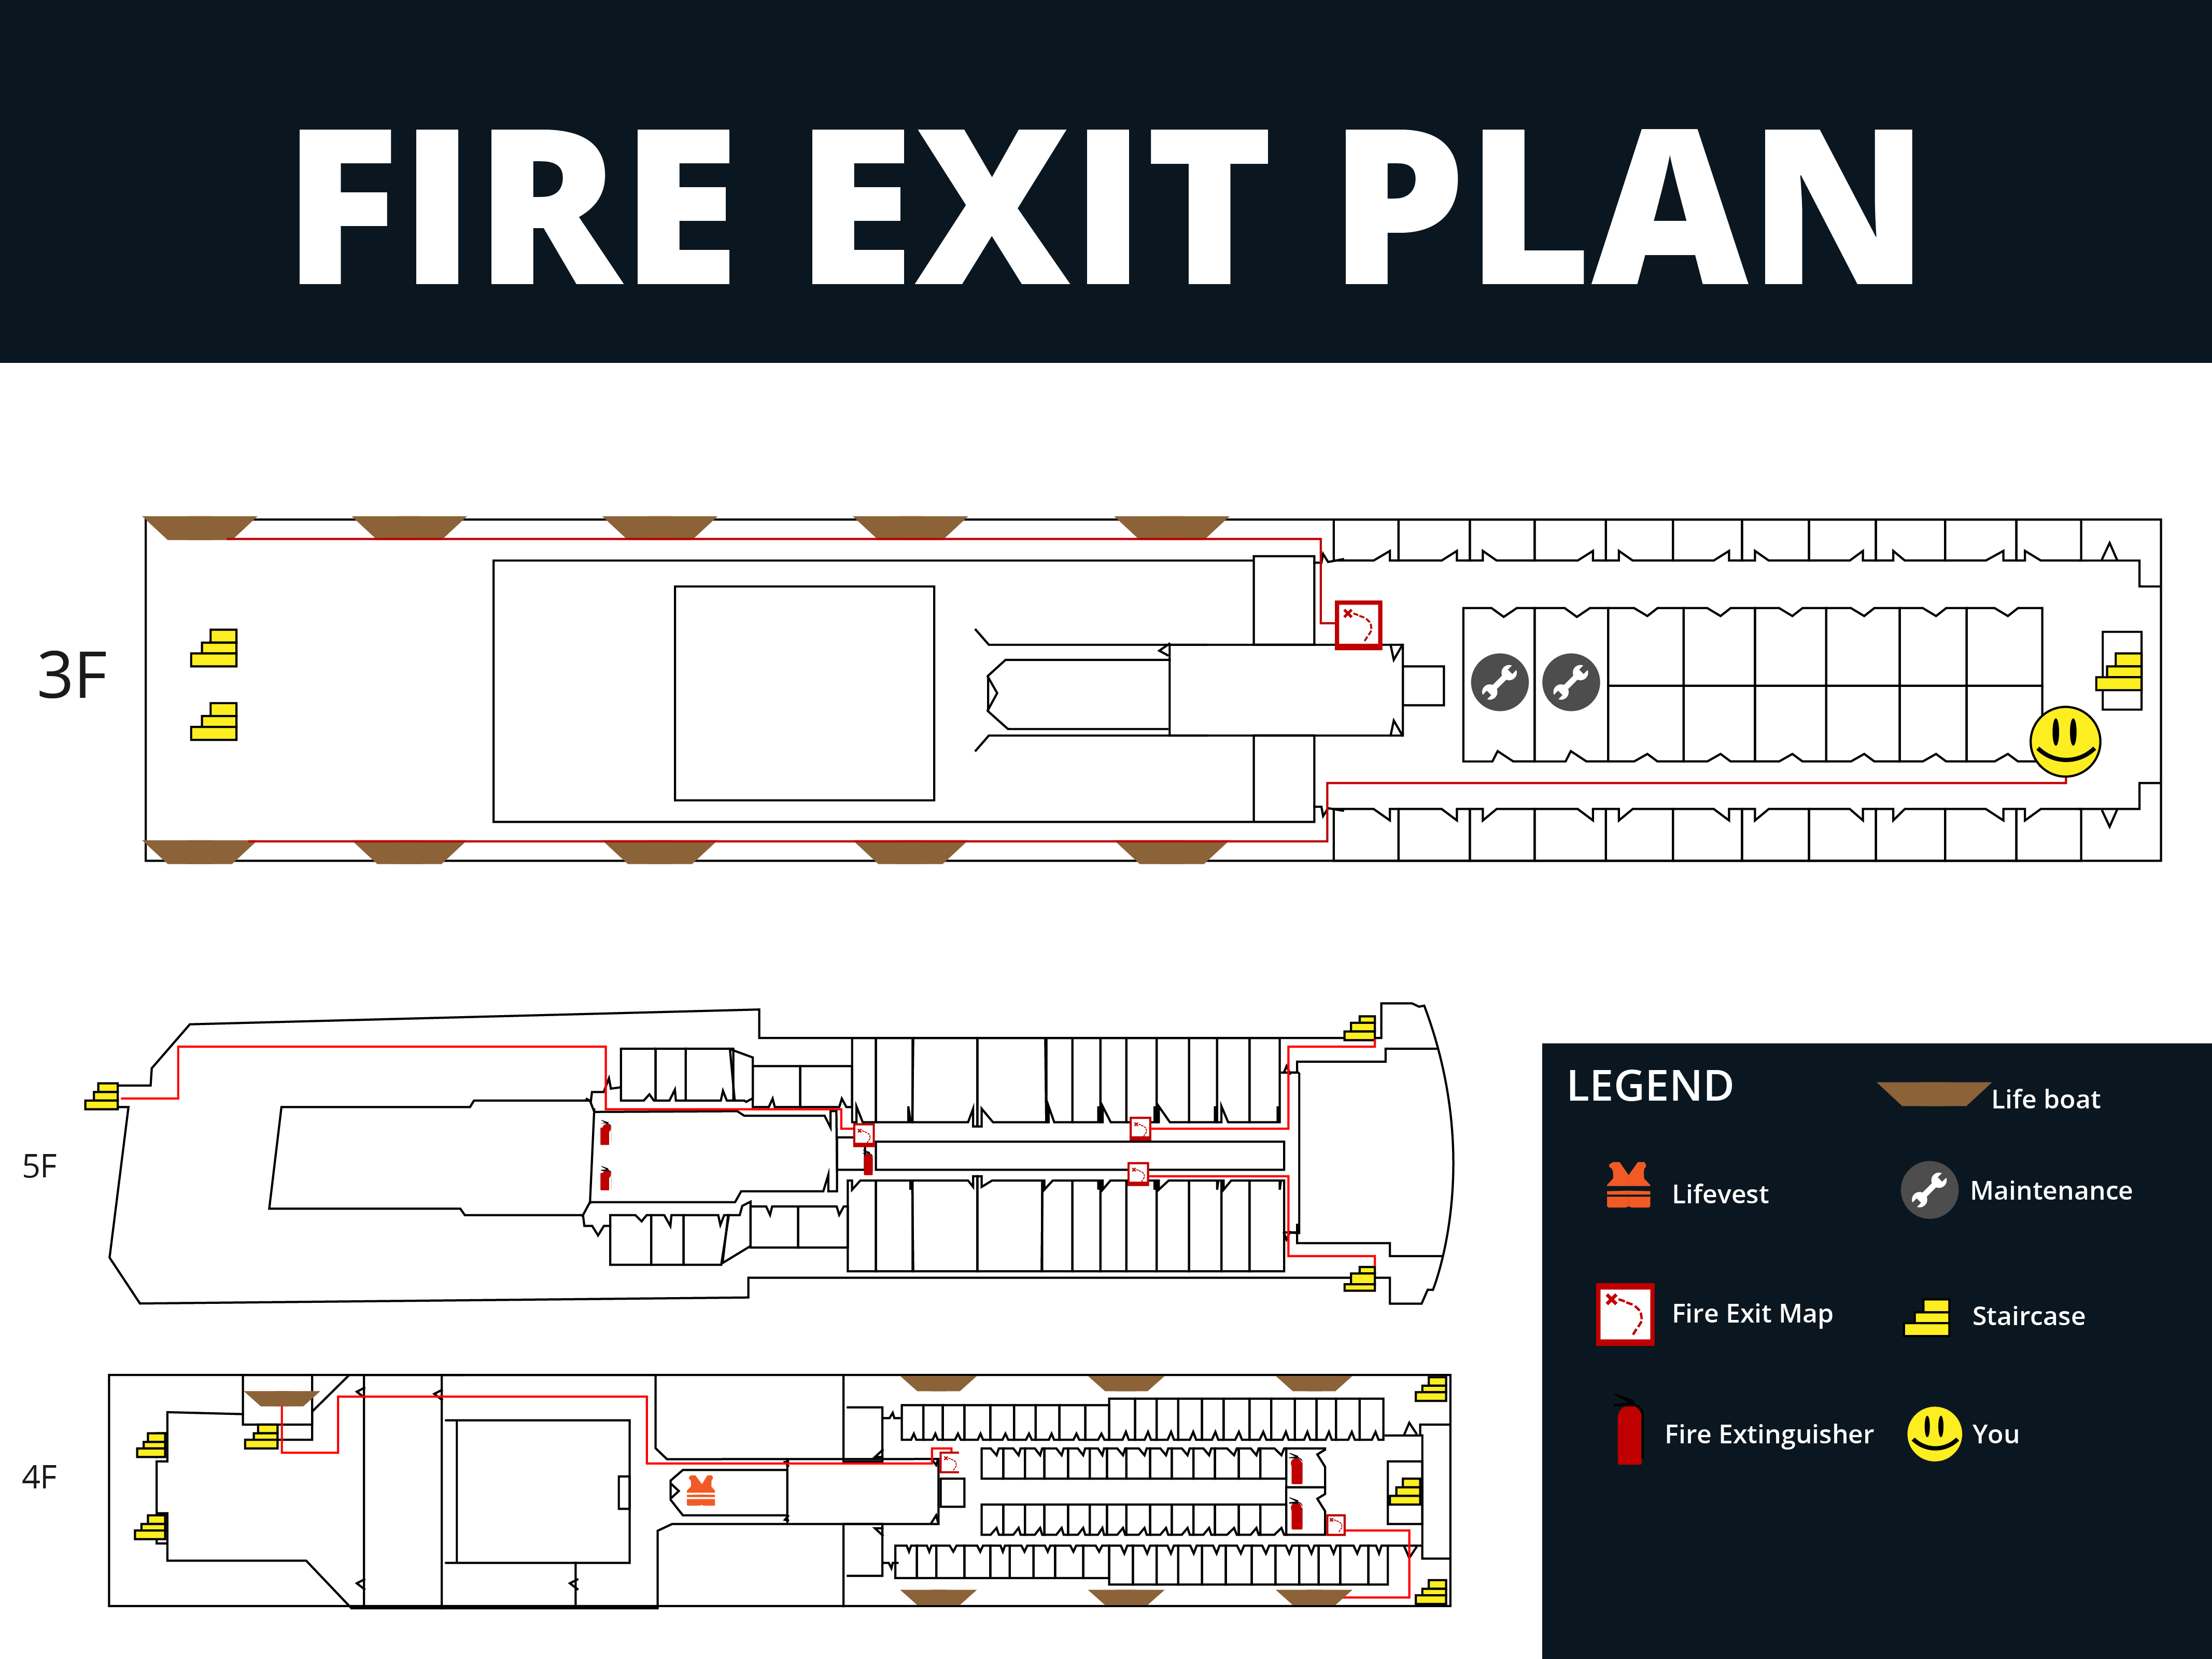 FIRE EXIT PLAN
3F
5F
4F
LEGEND
Life boat
Lifevest
Maintenance
Fire Exit Map
Staircase
Fire Extinguisher
You